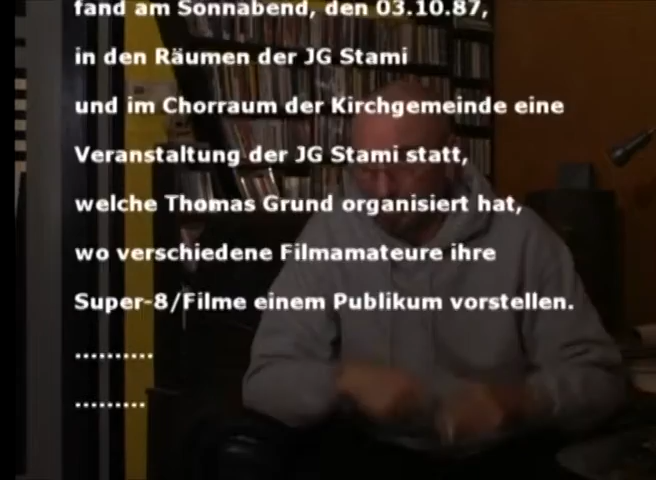 fand am Sonnabend, den 03.10.87,
in den Räumen der JG Stami
und im Chorraum der Kirchgemeinde eine
Veranstaltung der JG Stami statt,
welche Thomas Grund organisiert hat,
wo verschiedene Filmamateure ihre
Super-8/Filme einem Publikum vorstellen.
..........
.........